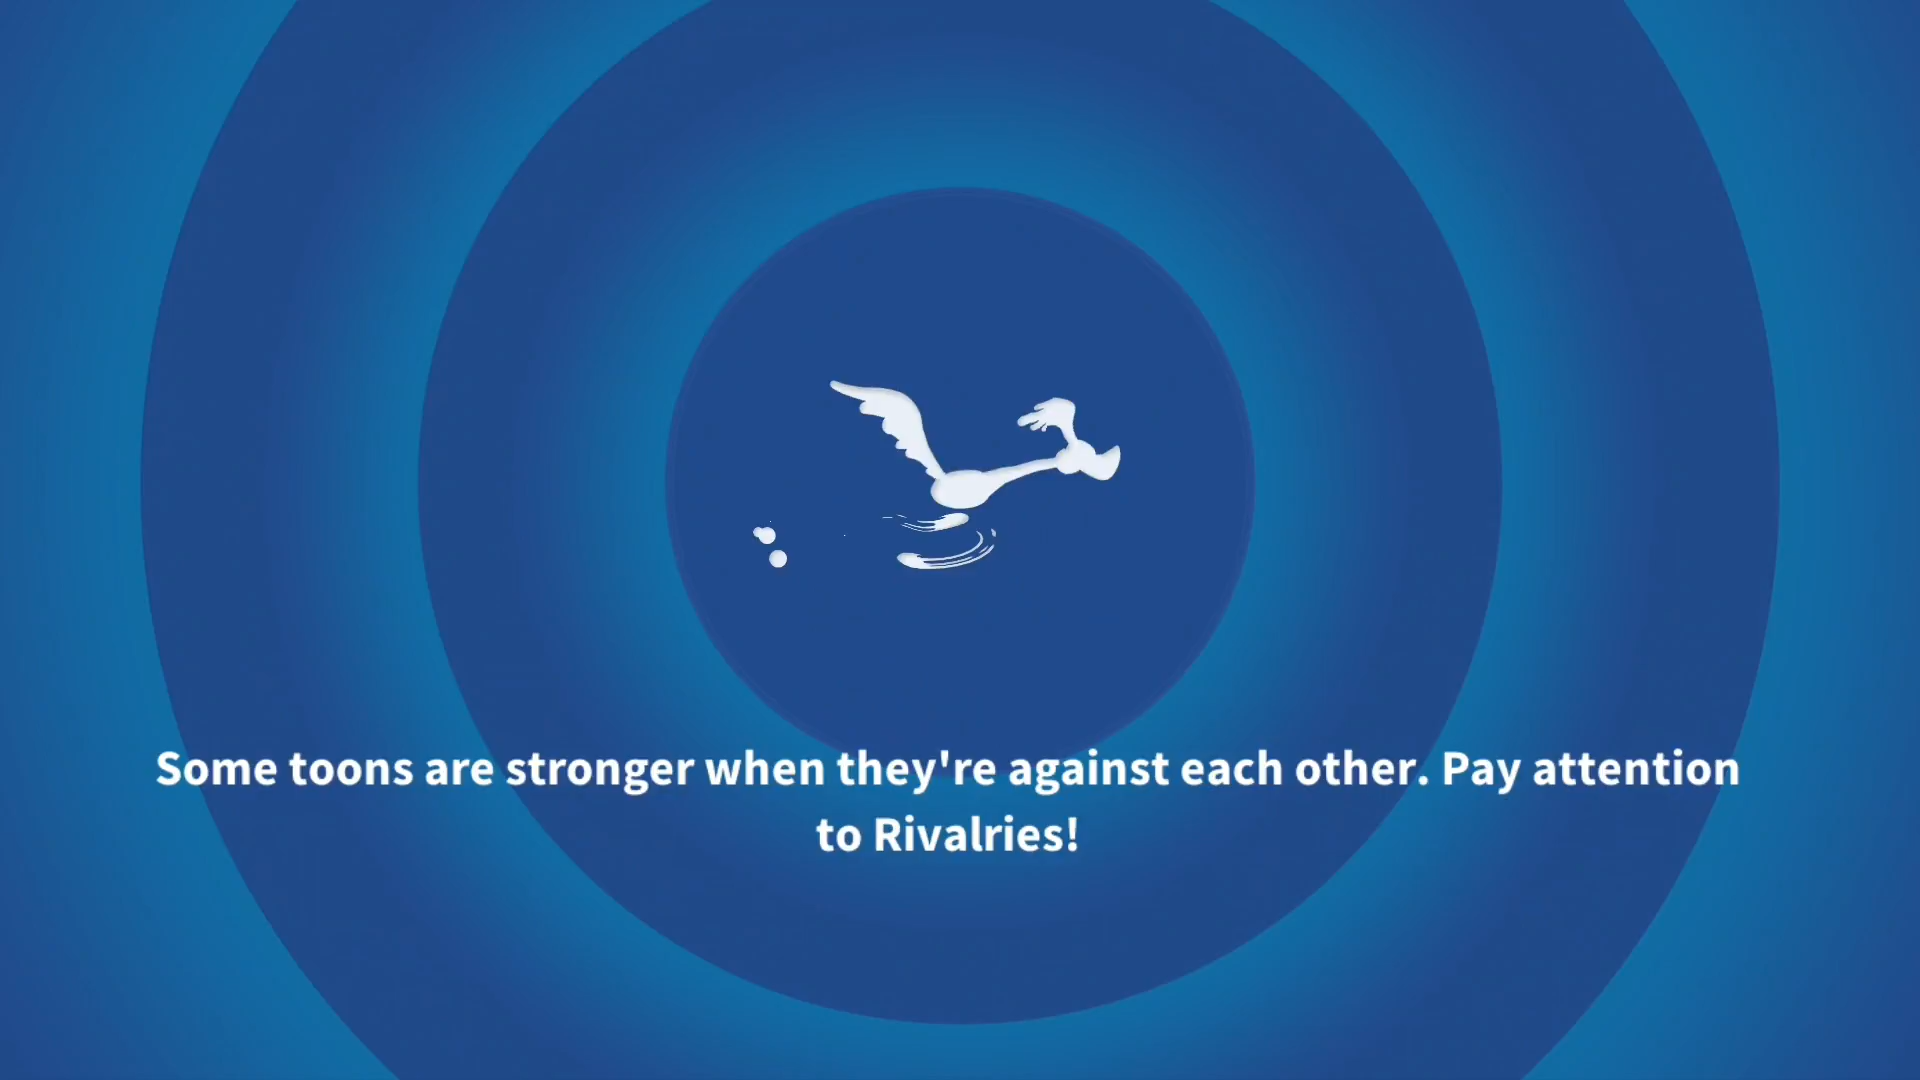 Some toons are stronger when they're against each other. Pay attention
to Rivalries!